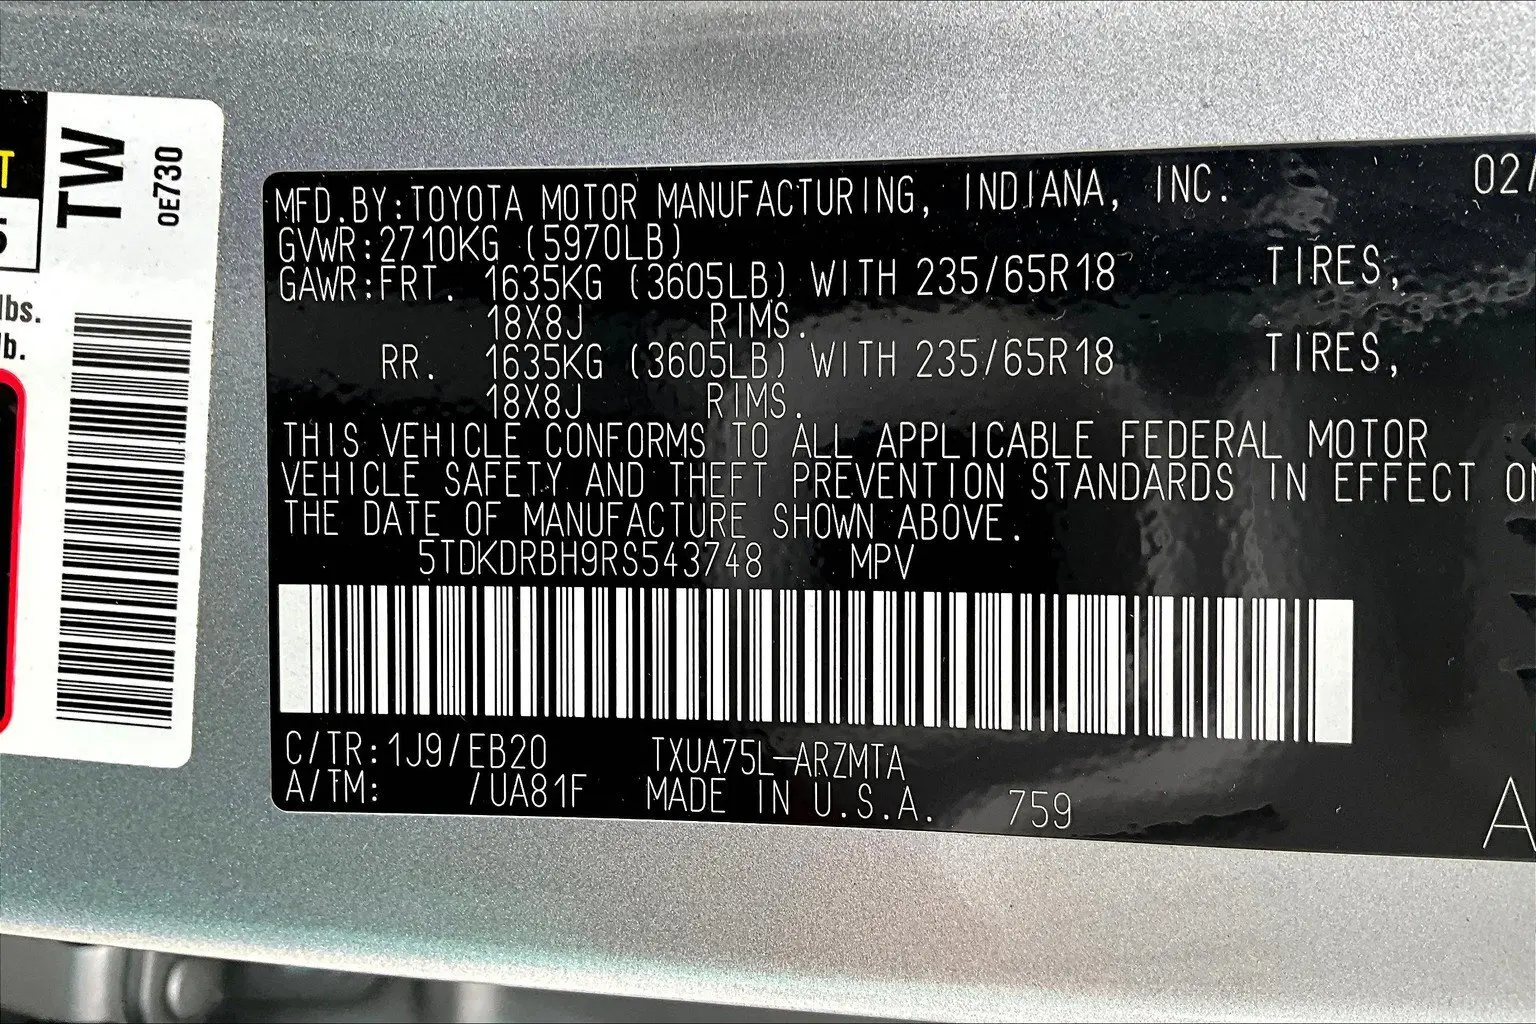 T
5
lbs.
lb.
TW
0E730
MFD.BY:TOYOTA MOTOR MANUFACTURING, INDIANA, INC. 02/
GVWR:2710KG (5970LB)
GAWR:FRT. 1635KG (3605LB) WITH 235/65R18 TIRES,
18X8J RIMS.
RR. 1635KG (3605LB) WITH 235/65R18 TIRES,
18X8J RIMS.
THIS VEHICLE CONFORMS TO ALL APPLICABLE FEDERAL MOTOR
VEHICLE SAFETY AND THEFT PREVENTION STANDARDS IN EFFECT ON
THE DATE OF MANUFACTURE SHOWN ABOVE.
5TDKDRBH9RS543748 MPV
C/TR:1J9/EB20 TXUA75L-ARZMTA
A/TM: /UA81F MADE IN U.S.A. 759
A